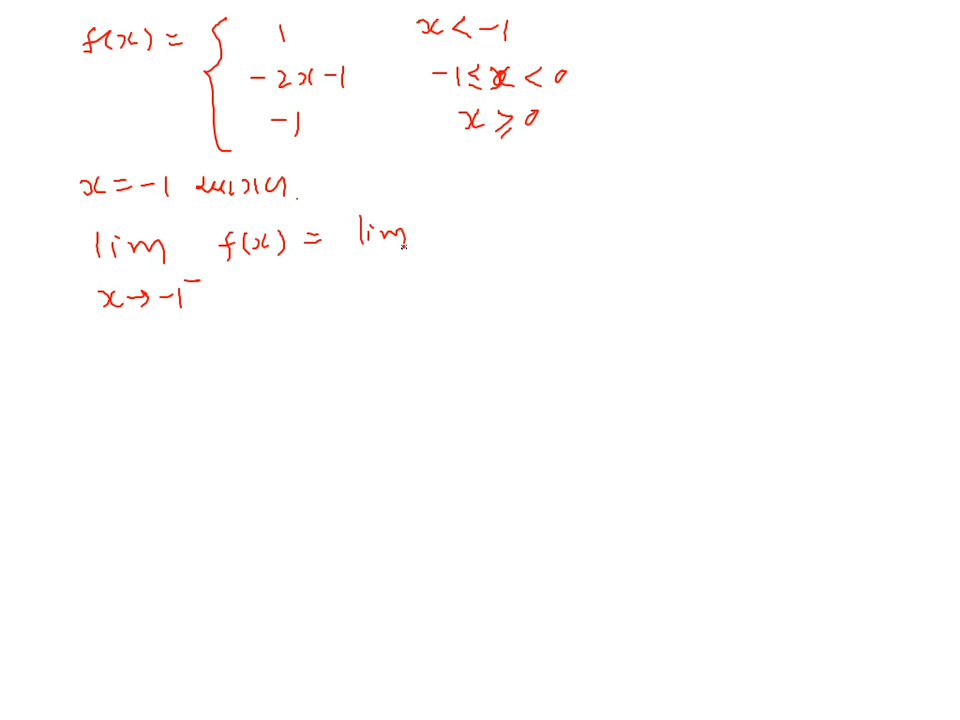 f(x) = { 1 x < -1
-2x -1 -1 ≤ x < 0
-1 x ≥ 0
x = -1
lim f(x) = lim
x → -1⁻